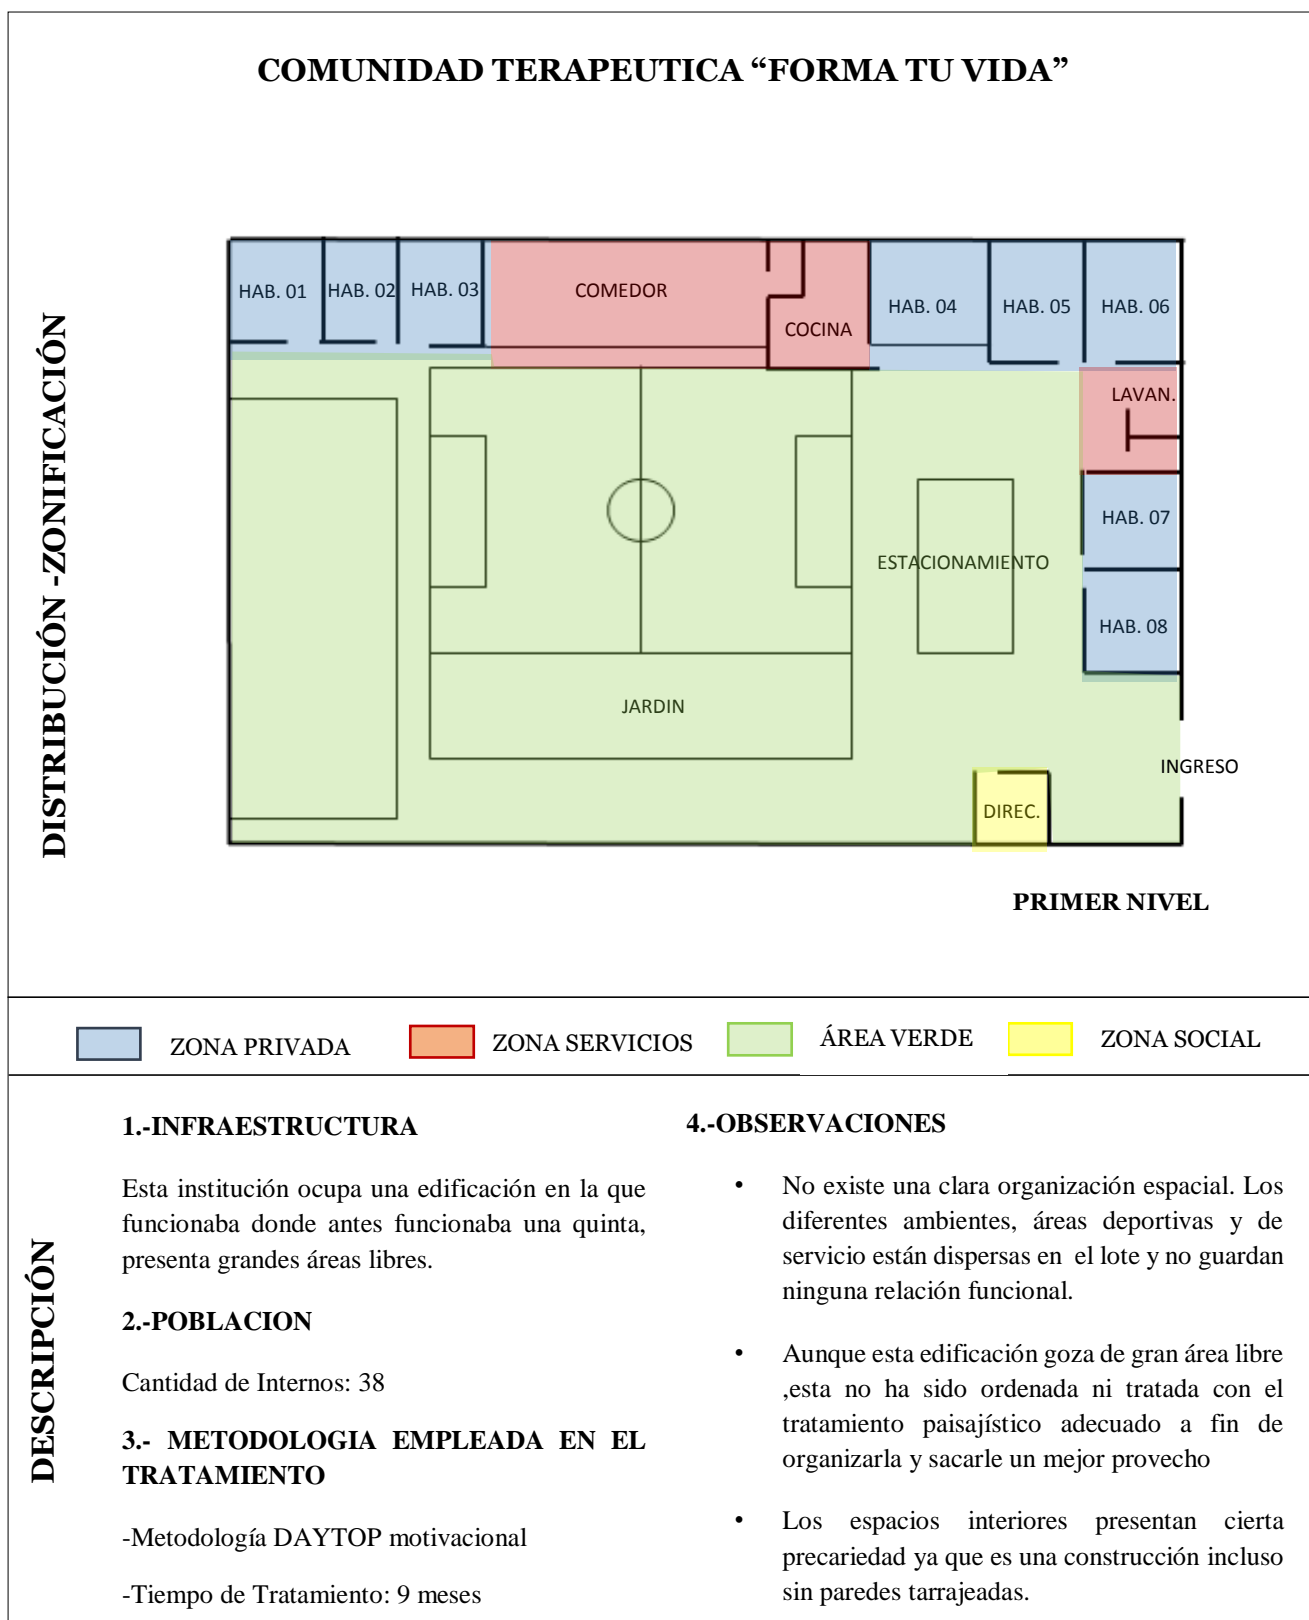 COMUNIDAD TERAPEUTICA “FORMA TU VIDA”
DISTRIBUCIÓN -ZONIFICACIÓN
HAB. 01
HAB. 02
HAB. 03
COMEDOR
COCINA
HAB. 04
HAB. 05
HAB. 06
LAVAN.
HAB. 07
ESTACIONAMIENTO
HAB. 08
JARDIN
INGRESO
DIREC.
PRIMER NIVEL
ZONA PRIVADA
ZONA SERVICIOS
ÁREA VERDE
ZONA SOCIAL
DESCRIPCIÓN
1.-INFRAESTRUCTURA
Esta institución ocupa una edificación en la que
funcionaba donde antes funcionaba una quinta,
presenta grandes áreas libres.
2.-POBLACION
Cantidad de Internos: 38
3.- METODOLOGIA EMPLEADA EN EL
TRATAMIENTO
-Metodología DAYTOP motivacional
-Tiempo de Tratamiento: 9 meses
4.-OBSERVACIONES
• No existe una clara organización espacial. Los
diferentes ambientes, áreas deportivas y de
servicio están dispersas en el lote y no guardan
ninguna relación funcional.
• Aunque esta edificación goza de gran área libre
,esta no ha sido ordenada ni tratada con el
tratamiento paisajístico adecuado a fin de
organizarla y sacarle un mejor provecho
• Los espacios interiores presentan cierta
precariedad ya que es una construcción incluso
sin paredes tarrajeadas.